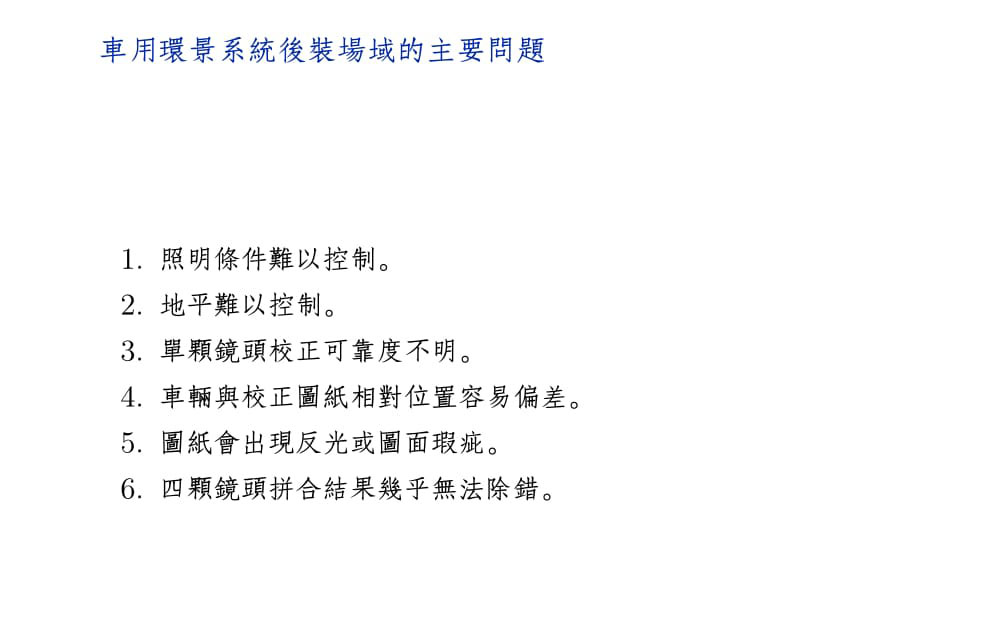 車用環景系統後裝場域的主要問題
1. 照明條件難以控制。
2. 地平難以控制。
3. 單顆鏡頭校正可靠度不明。
4. 車輛與校正圖紙相對位置容易偏差。
5. 圖紙會出現反光或圖面瑕疵。
6. 四顆鏡頭拼合結果幾乎無法除錯。